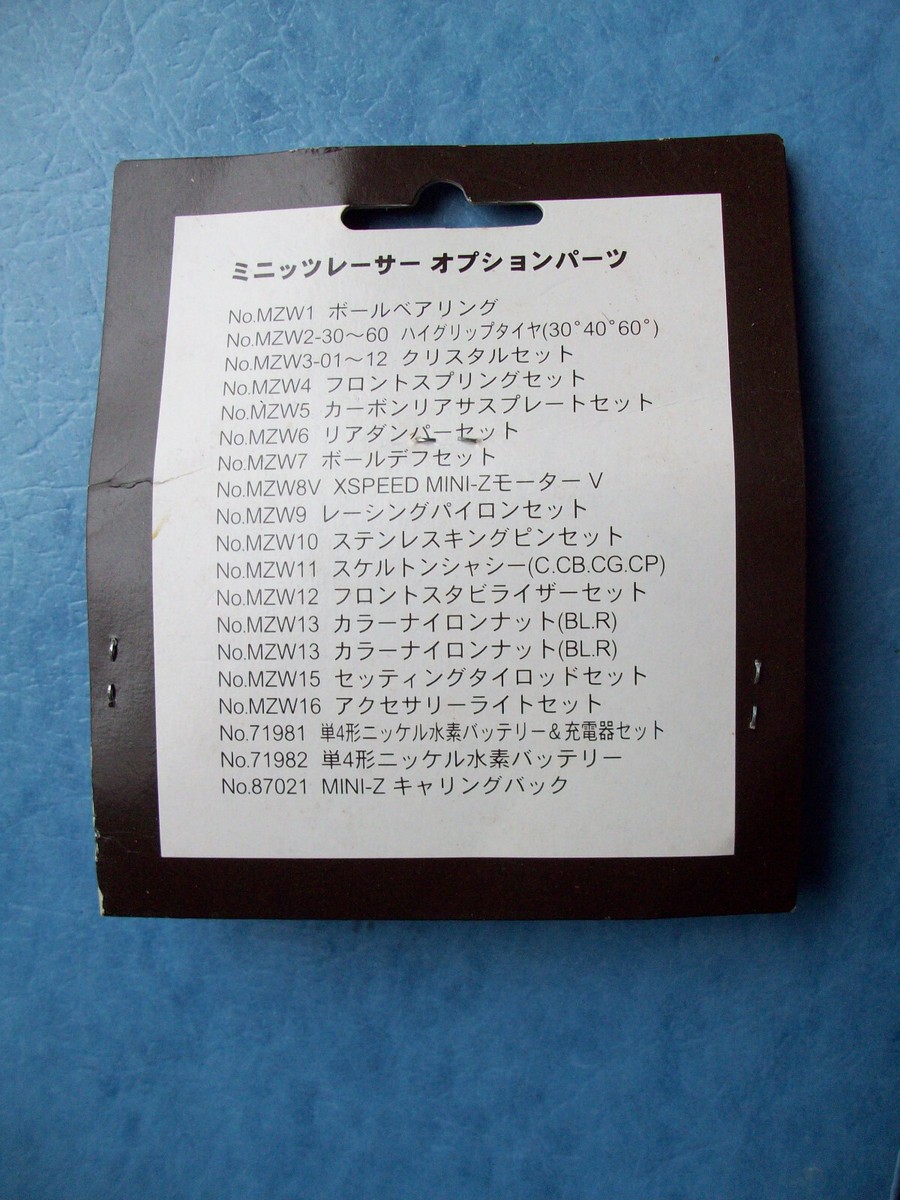 ミニッツレーサー オプションパーツ
No.MZW1 ボールベアリング
No.MZW2-30～60 ハイグリップタイヤ(30°40°60°)
No.MZW3-01～12 クリスタルセット
No.MZW4 フロントスプリングセット
No.MZW5 カーボンリアサスプレートセット
No.MZW6 リアダンパーセット
No.MZW7 ボールデフセット
No.MZW8V XSPEED MINI-Zモーター V
No.MZW9 レーシングパイロンセット
No.MZW10 ステンレスキングピンセット
No.MZW11 スケルトンシャシー(C.CB.CG.CP)
No.MZW12 フロントスタビライザーセット
No.MZW13 カラーナイロンナット(BL.R)
No.MZW13 カラーナイロンナット(BL.R)
No.MZW15 セッティングタイロッドセット
No.MZW16 アクセサリーライトセット
No.71981 単4形ニッケル水素バッテリー＆充電器セット
No.71982 単4形ニッケル水素バッテリー
No.87021 MINI-Z キャリングバック